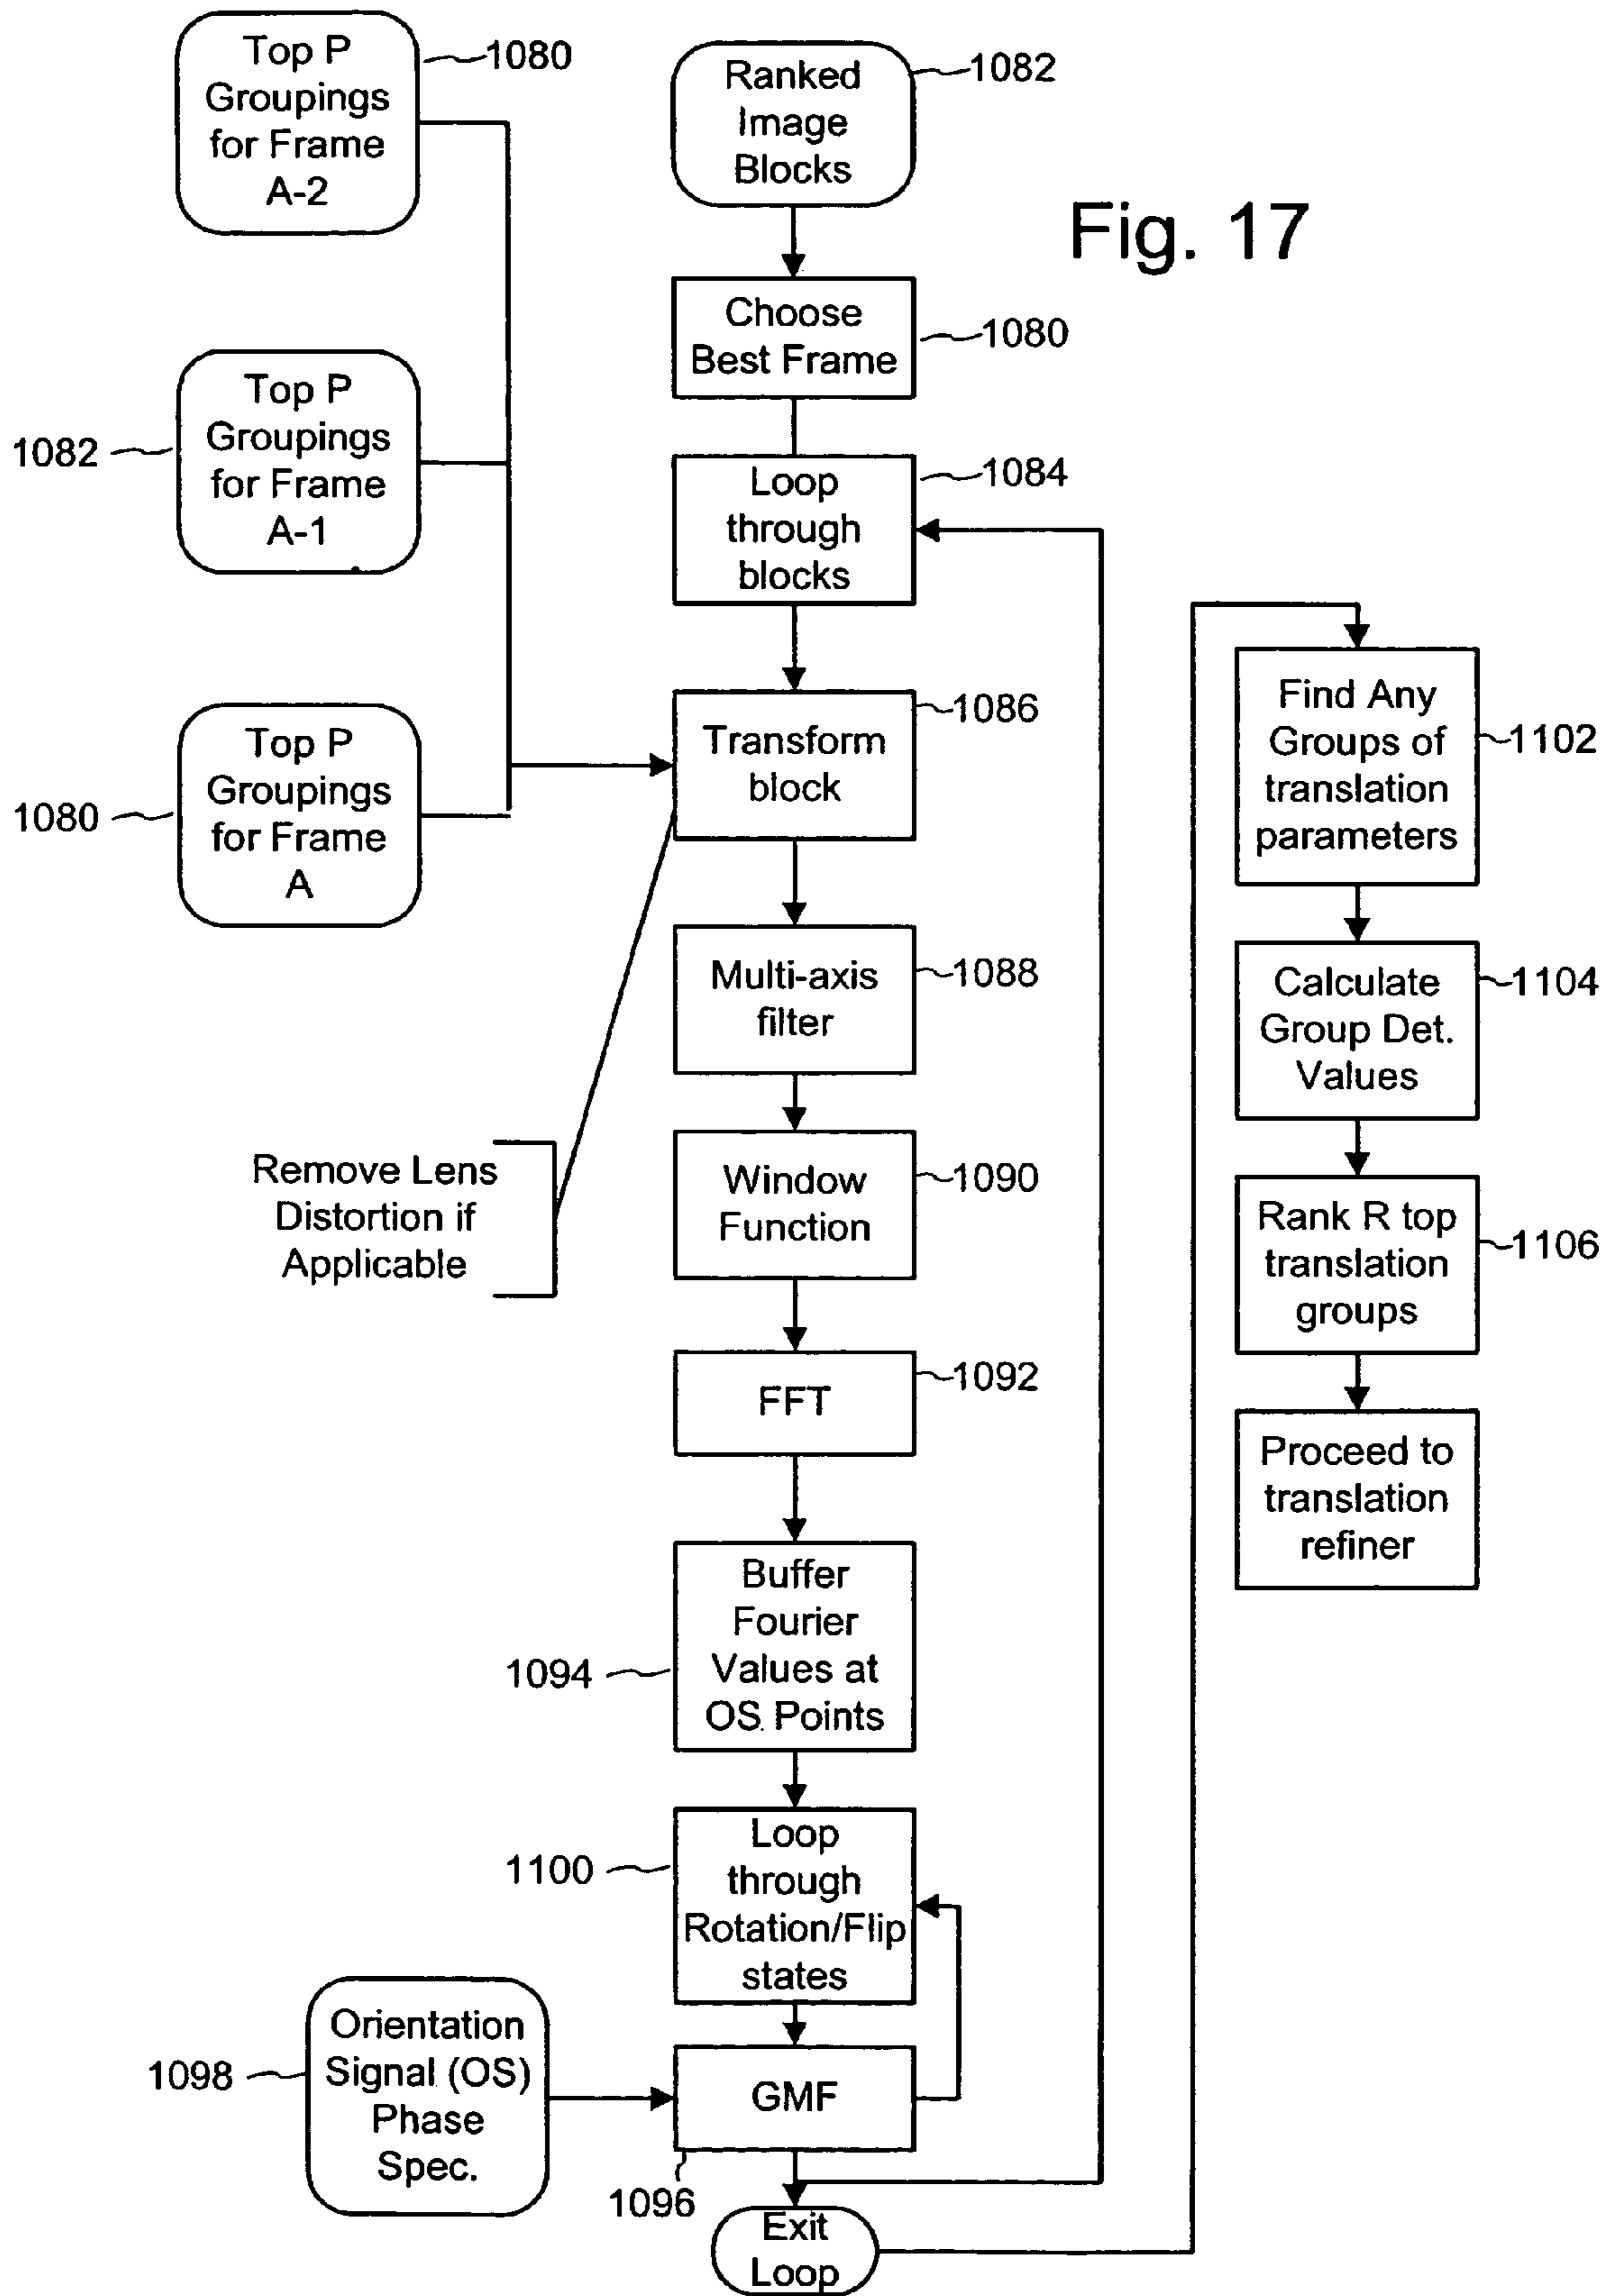 Top P
Groupings
for Frame
A-2
1080
Ranked
Image
Blocks
1082
Fig. 17
Choose
Best Frame
1080
Top P
Groupings
for Frame
A-1
1082
Loop
through
blocks
1084
Top P
Groupings
for Frame
A
1080
Transform
block
1086
Remove Lens
Distortion if
Applicable
Multi-axis
filter
1088
Window
Function
1090
FFT
1092
Buffer
Fourier
Values at
OS Points
1094
Loop
through
Rotation/Flip
states
1100
Orientation
Signal (OS)
Phase
Spec.
1098
GMF
1096
Exit
Loop
Find Any
Groups of
translation
parameters
1102
Calculate
Group Det.
Values
1104
Rank R top
translation
groups
1106
Proceed to
translation
refiner